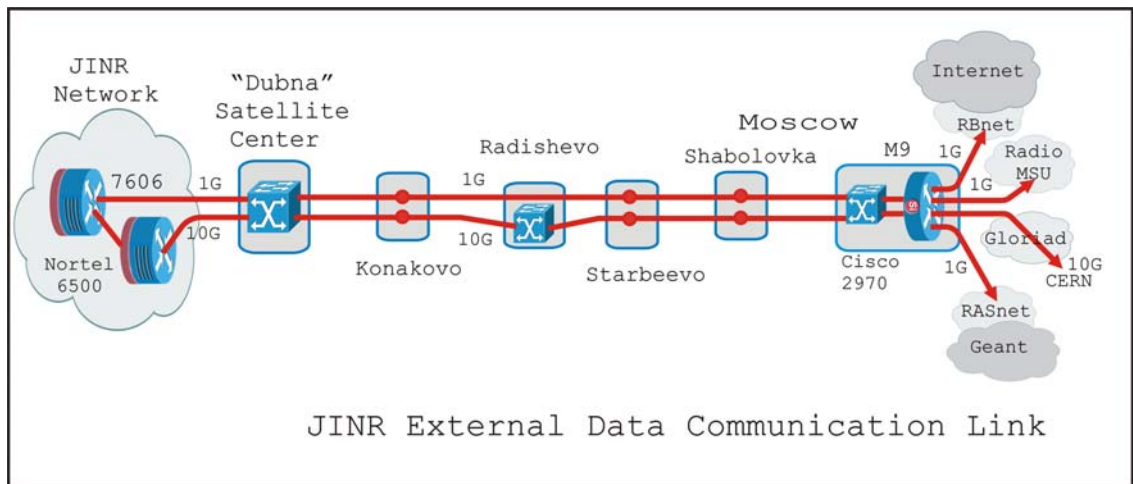 JINR
Network
7606
Nortel
6500
1G
10G
“Dubna”
Satellite
Center
Konakovo
1G
10G
Radishevo
Starbeevo
Moscow
Shabolovka
M9
Si
Cisco
2970
Internet
RBnet
1G
Radio
MSU
1G
Gloriad
10G
CERN
1G
RASnet
Geant
JINR External Data Communication Link